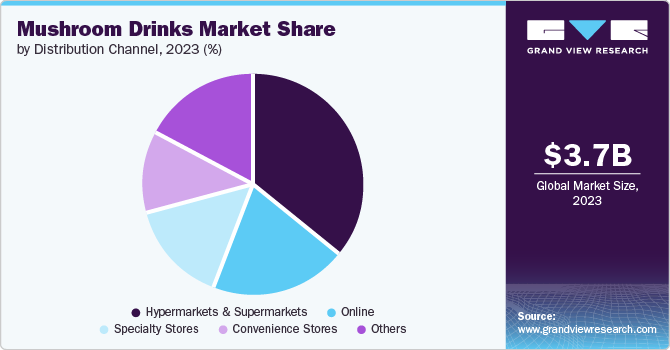 Mushroom Drinks Market Share
by Distribution Channel, 2023 (%)
GRAND VIEW RESEARCH
$3.7B
Global Market Size,
2023
Hypermarkets & Supermarkets
Online
Specialty Stores
Convenience Stores
Others
Source:
www.grandviewresearch.com